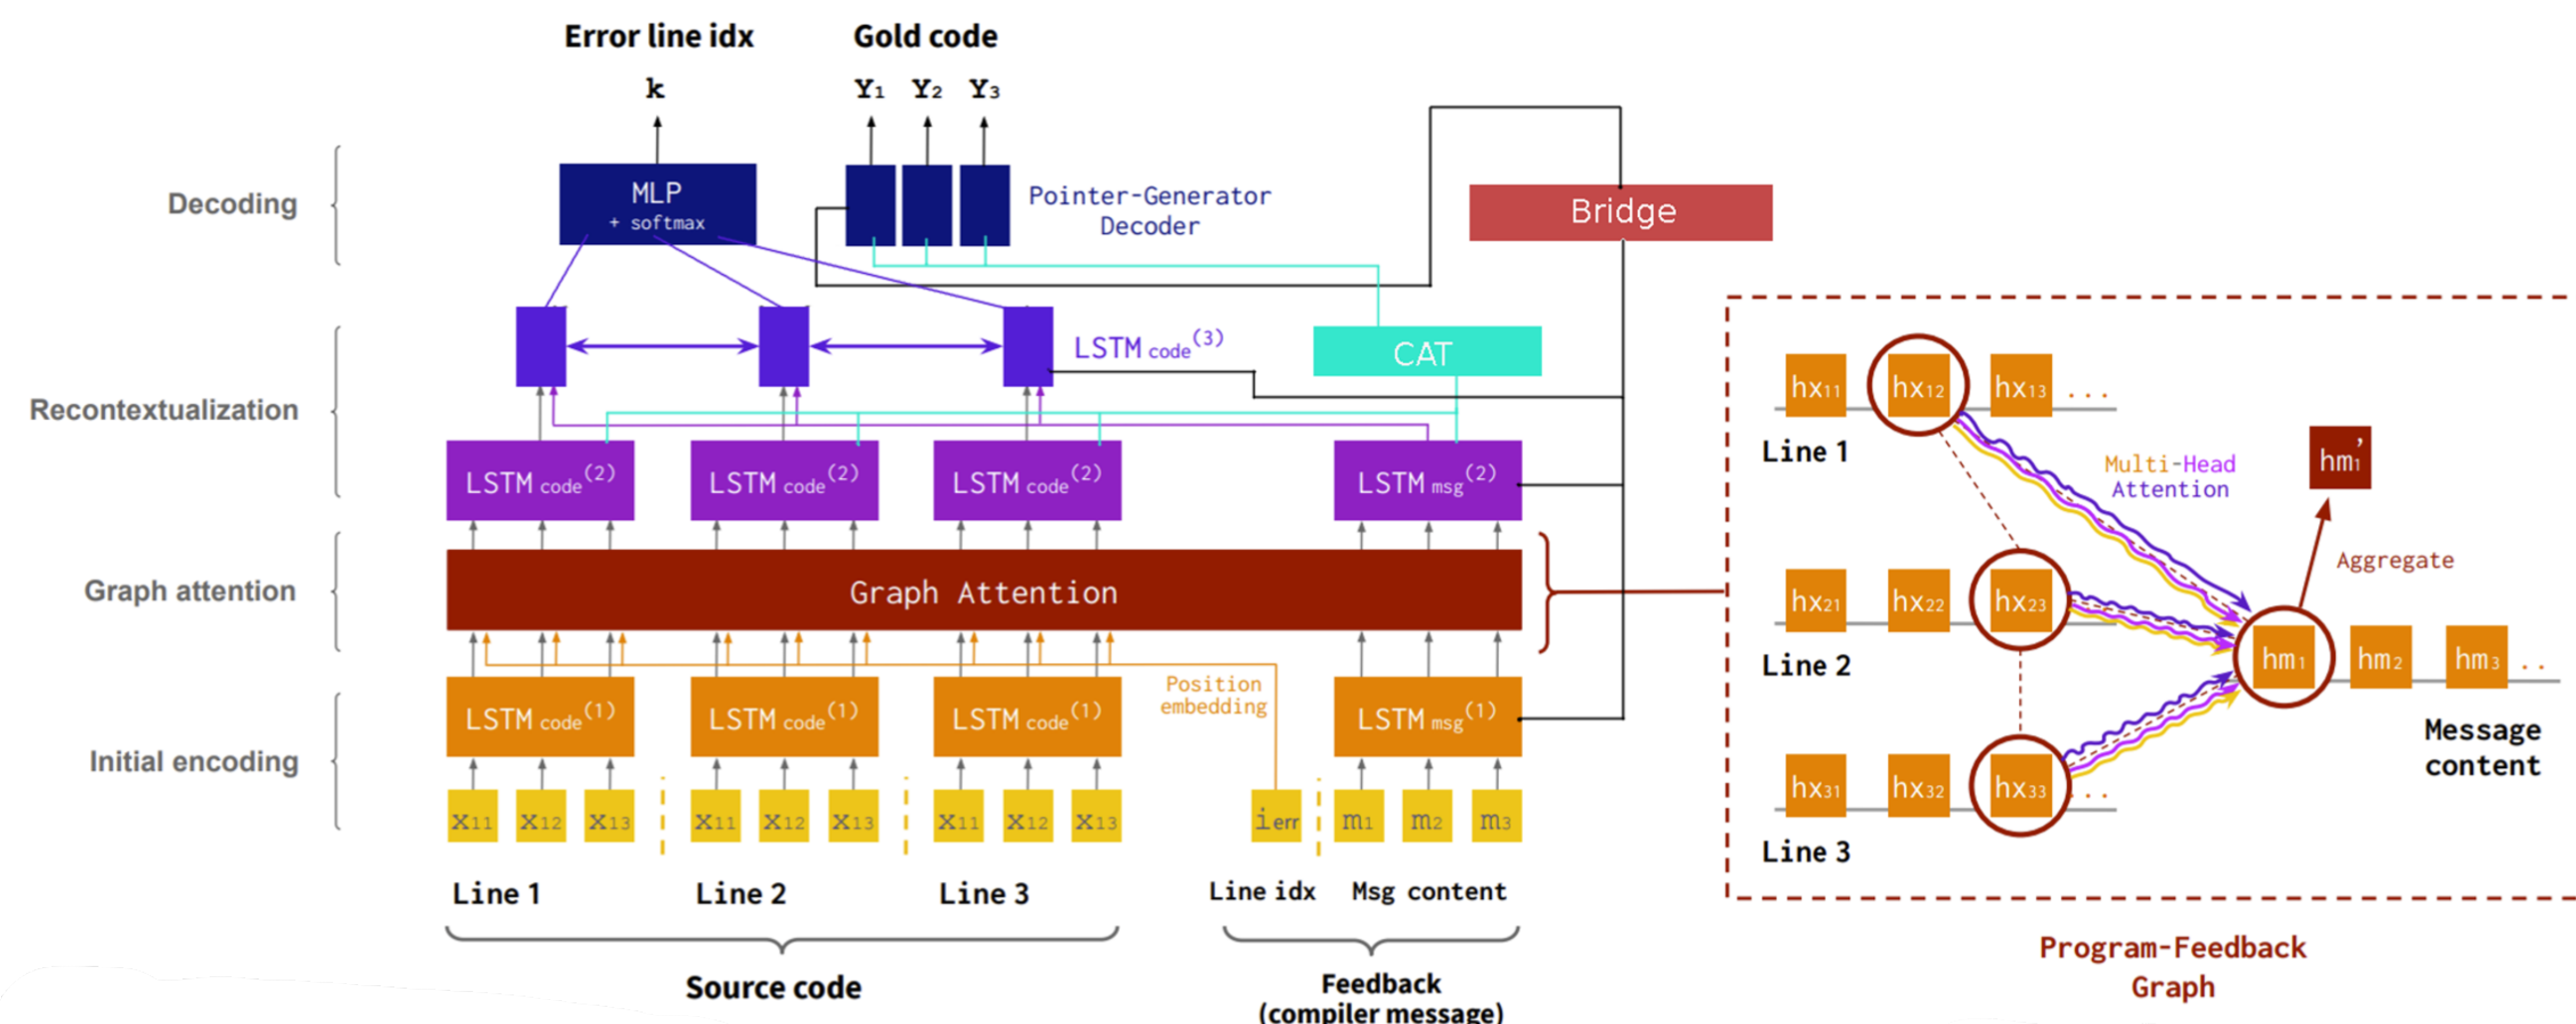 Error line idx
Gold code
k
Y1 Y2 Y3
Decoding
MLP
+ softmax
Pointer-Generator
Decoder
Bridge
Recontextualization
LSTM code(3)
CAT
LSTM code(2)
LSTM code(2)
LSTM code(2)
LSTM msg(2)
Graph attention
Graph Attention
Position
embedding
Initial encoding
LSTM code(1)
LSTM code(1)
LSTM code(1)
LSTM msg(1)
x11 x12 x13
x11 x12 x13
x11 x12 x13
ierr
m1 m2 m3
Line 1
Line 2
Line 3
Line idx
Msg content
Source code
Feedback
(compiler message)
hx11 hx12 hx13 ...
Line 1
Multi-Head
Attention
hm1’
Aggregate
hx21 hx22 hx23
Line 2
hm1 hm2 hm3 ..
Message
content
hx31 hx32 hx33 ...
Line 3
Program-Feedback
Graph